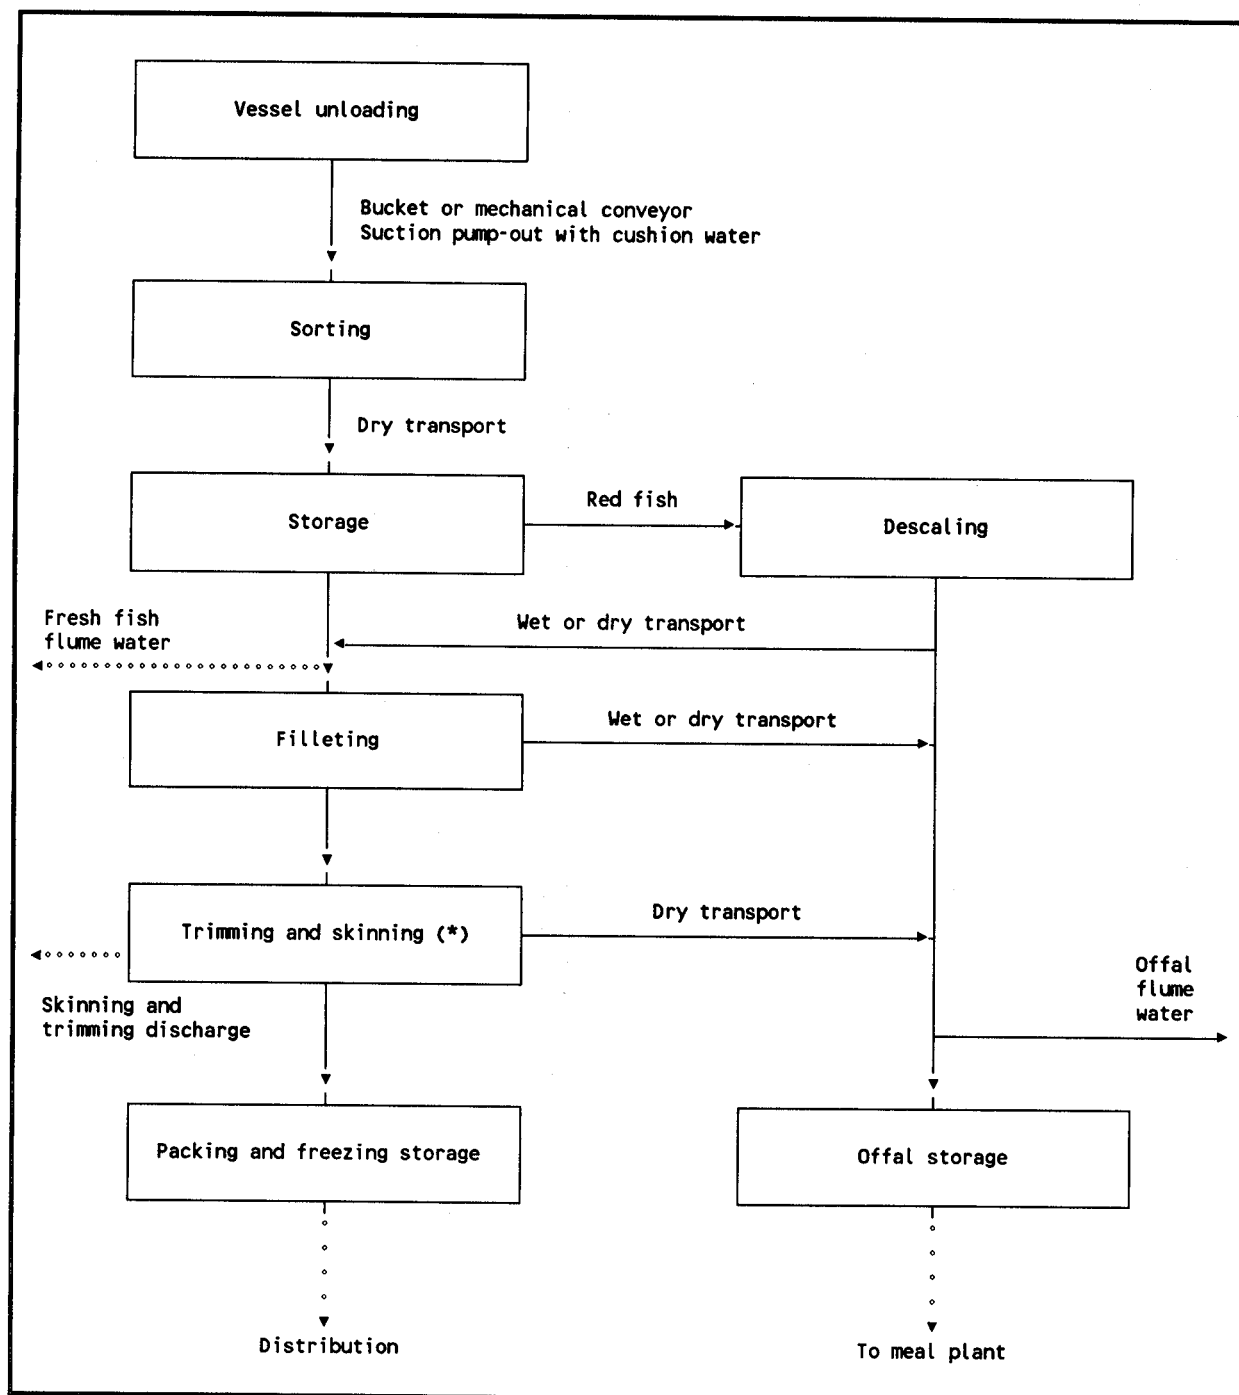 Vessel unloading
Bucket or mechanical conveyor
Suction pump-out with cushion water
Sorting
Dry transport
Storage
Red fish
Descaling
Fresh fish
flume water
Wet or dry transport
Filleting
Wet or dry transport
Trimming and skinning (*)
Dry transport
Skinning and
trimming discharge
Offal
flume
water
Packing and freezing storage
Offal storage
Distribution
To meal plant